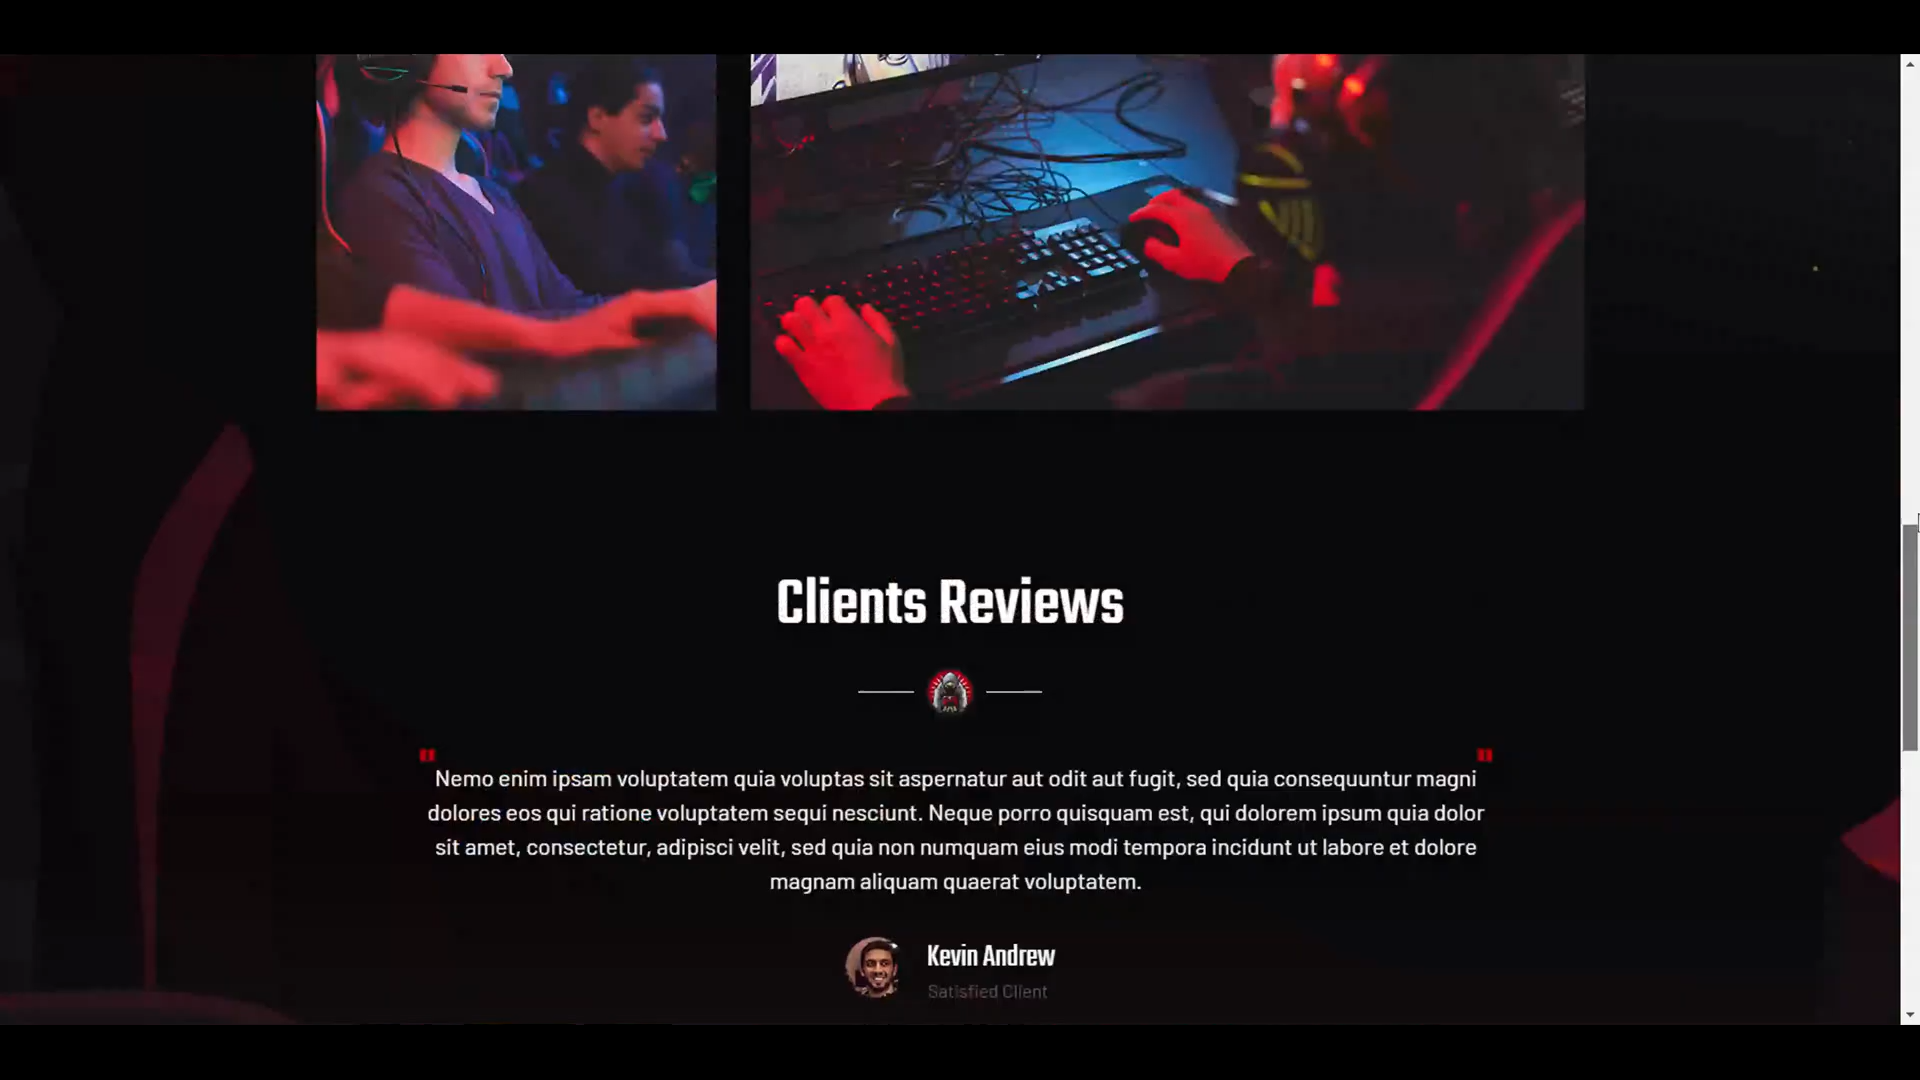 Clients Reviews
"Nemo enim ipsam voluptatem quia voluptas sit aspernatur aut odit aut fugit, sed quia consequuntur magni"
dolores eos qui ratione voluptatem sequi nesciunt. Neque porro quisquam est, qui dolorem ipsum quia dolor
sit amet, consectetur, adipisci velit, sed quia non numquam eius modi tempora incidunt ut labore et dolore
magnam aliquam quaerat voluptatem.
Kevin Andrew
Satisfied Client